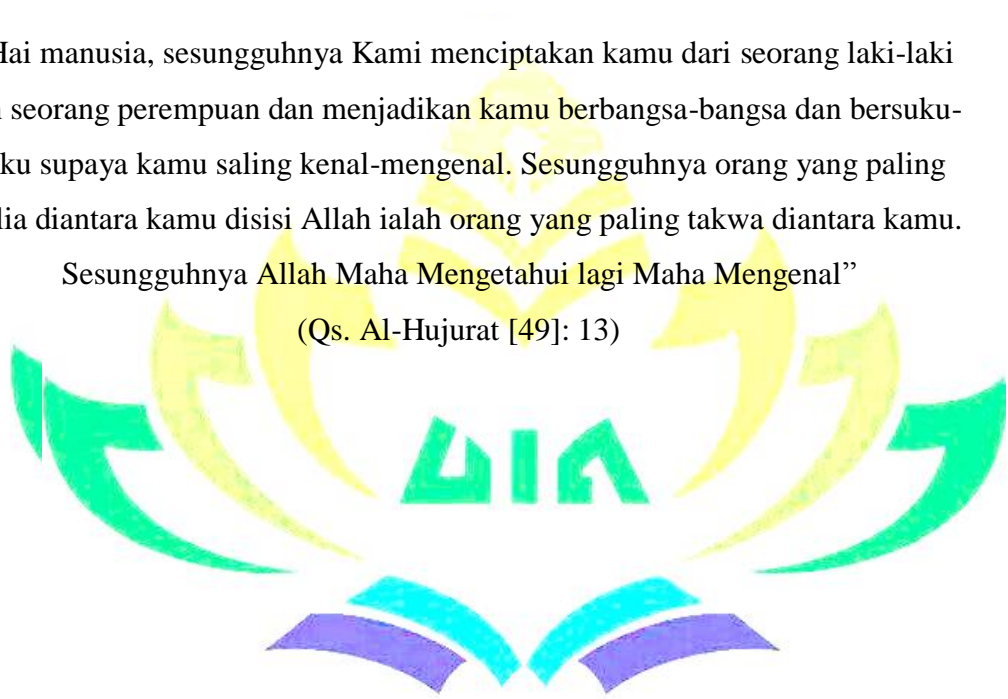 Hai manusia, sesungguhnya Kami menciptakan kamu dari seorang laki-laki
seorang perempuan dan menjadikan kamu berbangsa-bangsa dan bersuku-
ku supaya kamu saling kenal-mengenal. Sesungguhnya orang yang paling
lia diantara kamu disisi Allah ialah orang yang paling takwa diantara kamu.
Sesungguhnya Allah Maha Mengetahui lagi Maha Mengenal”
(Qs. Al-Hujurat [49]: 13)
UIN